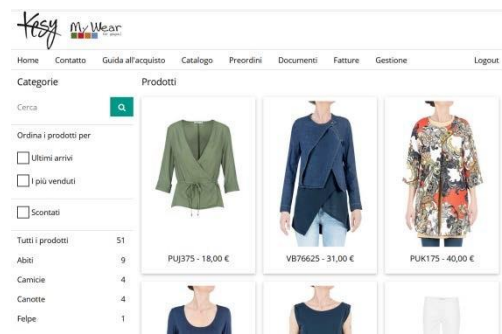 Kesy My Wear
Home Contatto Guida all'acquisto Catalogo Preordini Documenti Fatture Gestione Logout
Categorie
Prodotti
Cerca
Ordina i prodotti per
Ultimi arrivi
I più venduti
Scontati
Tutti i prodotti 51
Abiti 9
Camicie 4
Canotte 4
Felpe 1
PUJ375 - 18,00 €
VB76625 - 31,00 €
PUK175 - 40,00 €